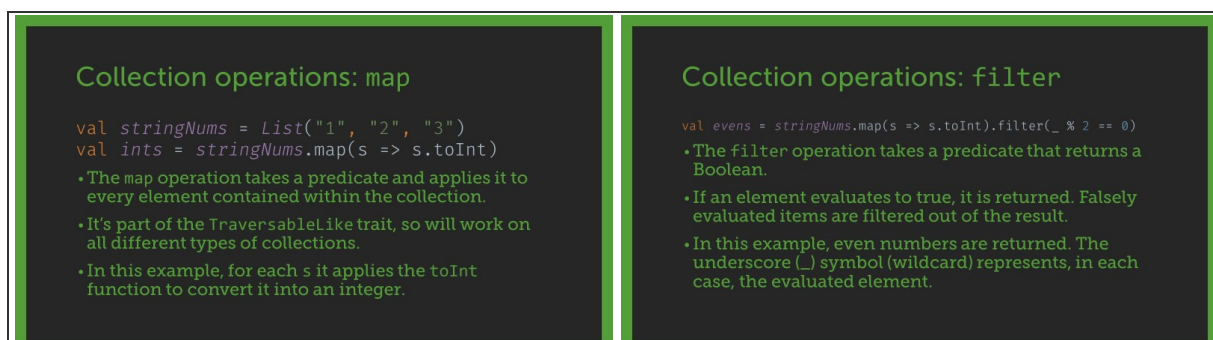 Collection operations: map
val stringNums = List("1", "2", "3")
val ints = stringNums.map(s => s.toInt)
• The map operation takes a predicate and applies it to
every element contained within the collection.
• It's part of the TraversableLike trait, so will work on
all different types of collections.
• In this example, for each s it applies the toInt
function to convert it into an integer.
Collection operations: filter
val evens = stringNums.map(s => s.toInt).filter(_ % 2 == 0)
• The filter operation takes a predicate that returns a
Boolean.
• If an element evaluates to true, it is returned. Falsely
evaluated items are filtered out of the result.
• In this example, even numbers are returned. The
underscore (_) symbol (wildcard) represents, in each
case, the evaluated element.